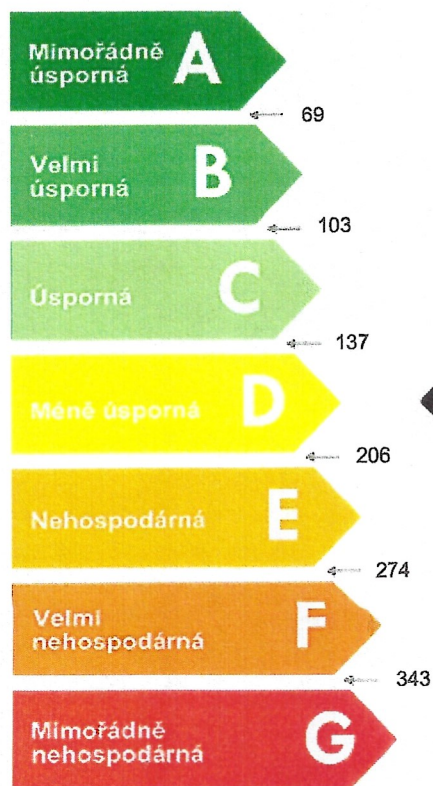 Mimořádně
úsporná
A
69
Velmi
úsporná
B
103
Úsporná
C
137
Méně úsporná
D
206
Nehospodárná
E
274
Velmi
nehospodárná
F
343
Mimořádně
nehospodárná
G